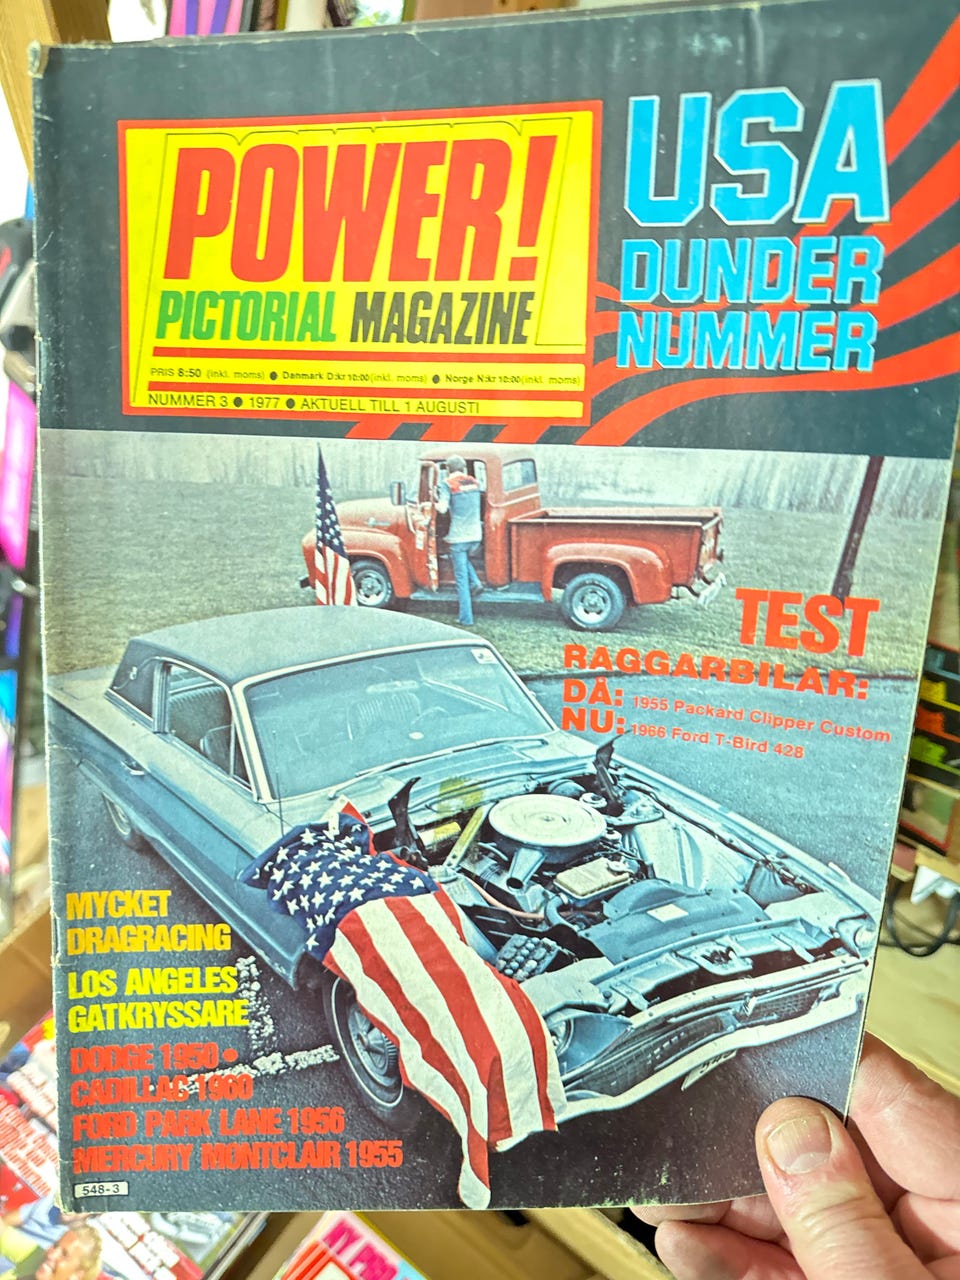 POWER!
PICTORIAL MAGAZINE
PRIS 8:50 (inkl. moms) ● Danmark D:kr 10:00 (inkl. moms) ● Norge N:kr 10:00 (inkl. moms)
NUMMER 3 ● 1977 ● AKTUELL TILL 1 AUGUSTI
USA
DUNDER
NUMMER
TEST
RAGGARBILAR:
DÅ: 1955 Packard Clipper Custom
NU: 1966 Ford T-Bird 428
MYCKET
DRAGRACING
LOS ANGELES
GATKRYSSARE
DODGE 1950 ●
CADILLAC 1960
FORD PARK LANE 1956
MERCURY MONTCLAIR 1955
548-3